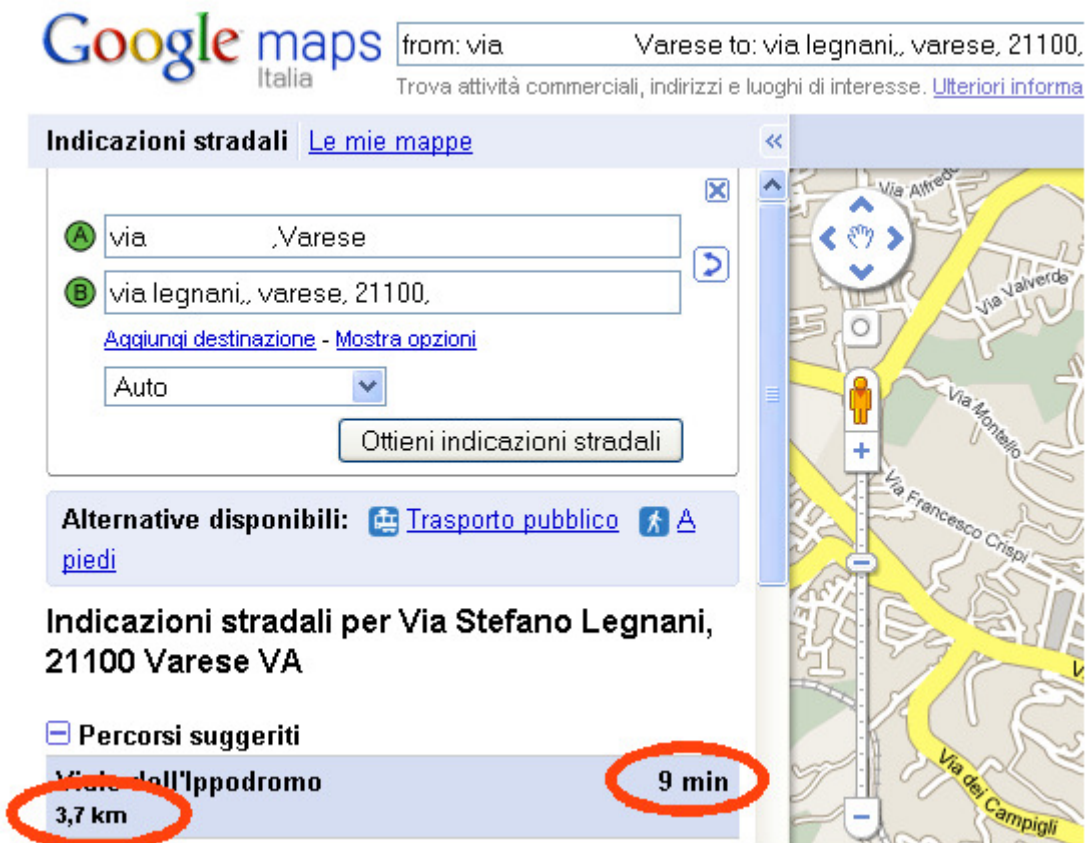 Google maps
Italia
from: via Varese to: via legnani,, varese, 21100,
Trova attività commerciali, indirizzi e luoghi di interesse. Ulteriori informa
Indicazioni stradali Le mie mappe
«
A via ,Varese
B via legnani,, varese, 21100,
Aggiungi destinazione - Mostra opzioni
Auto
Ottieni indicazioni stradali
Alternative disponibili: Trasporto pubblico A
piedi
Indicazioni stradali per Via Stefano Legnani,
21100 Varese VA
Percorsi suggeriti
Viale dell'Ippodromo 9 min
3,7 km
Via Alfredo
Via Valverde
Via Montello
Via Francesco Crispi
V
Via dei Campigli